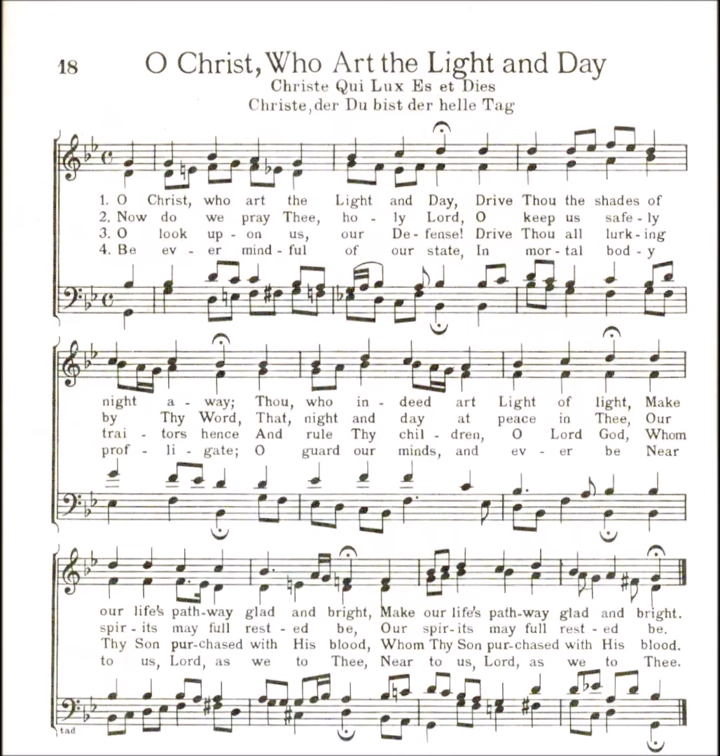 18
O Christ, Who Art the Light and Day
Christe Qui Lux Es et Dies
Christe, der Du bist der helle Tag
1. O Christ, who art the Light and Day, Drive Thou the shades of
2. Now do we pray Thee, ho - ly Lord, O keep us safe - ly
3. O look up - on us, our De - fense! Drive Thou all lurk - ing
4. Be ev - er mind - ful of our state, In mor - tal bod - y
night a - way; Thou, who in - deed art Light of light, Make
by Thy Word, That, night and day at peace in Thee, Our
trai - tors hence And rule Thy chil - dren, O Lord God, Whom
prof - li - gate; O guard our minds, and ev - er be Near
our life's path-way glad and bright, Make our life's path-way glad and bright.
spir - its may full rest - ed be, Our spir - its may full rest - ed be.
Thy Son pur-chased with His blood, Whom Thy Son pur-chased with His blood.
to us, Lord, as we to Thee, Near to us, Lord, as we to Thee.
tad